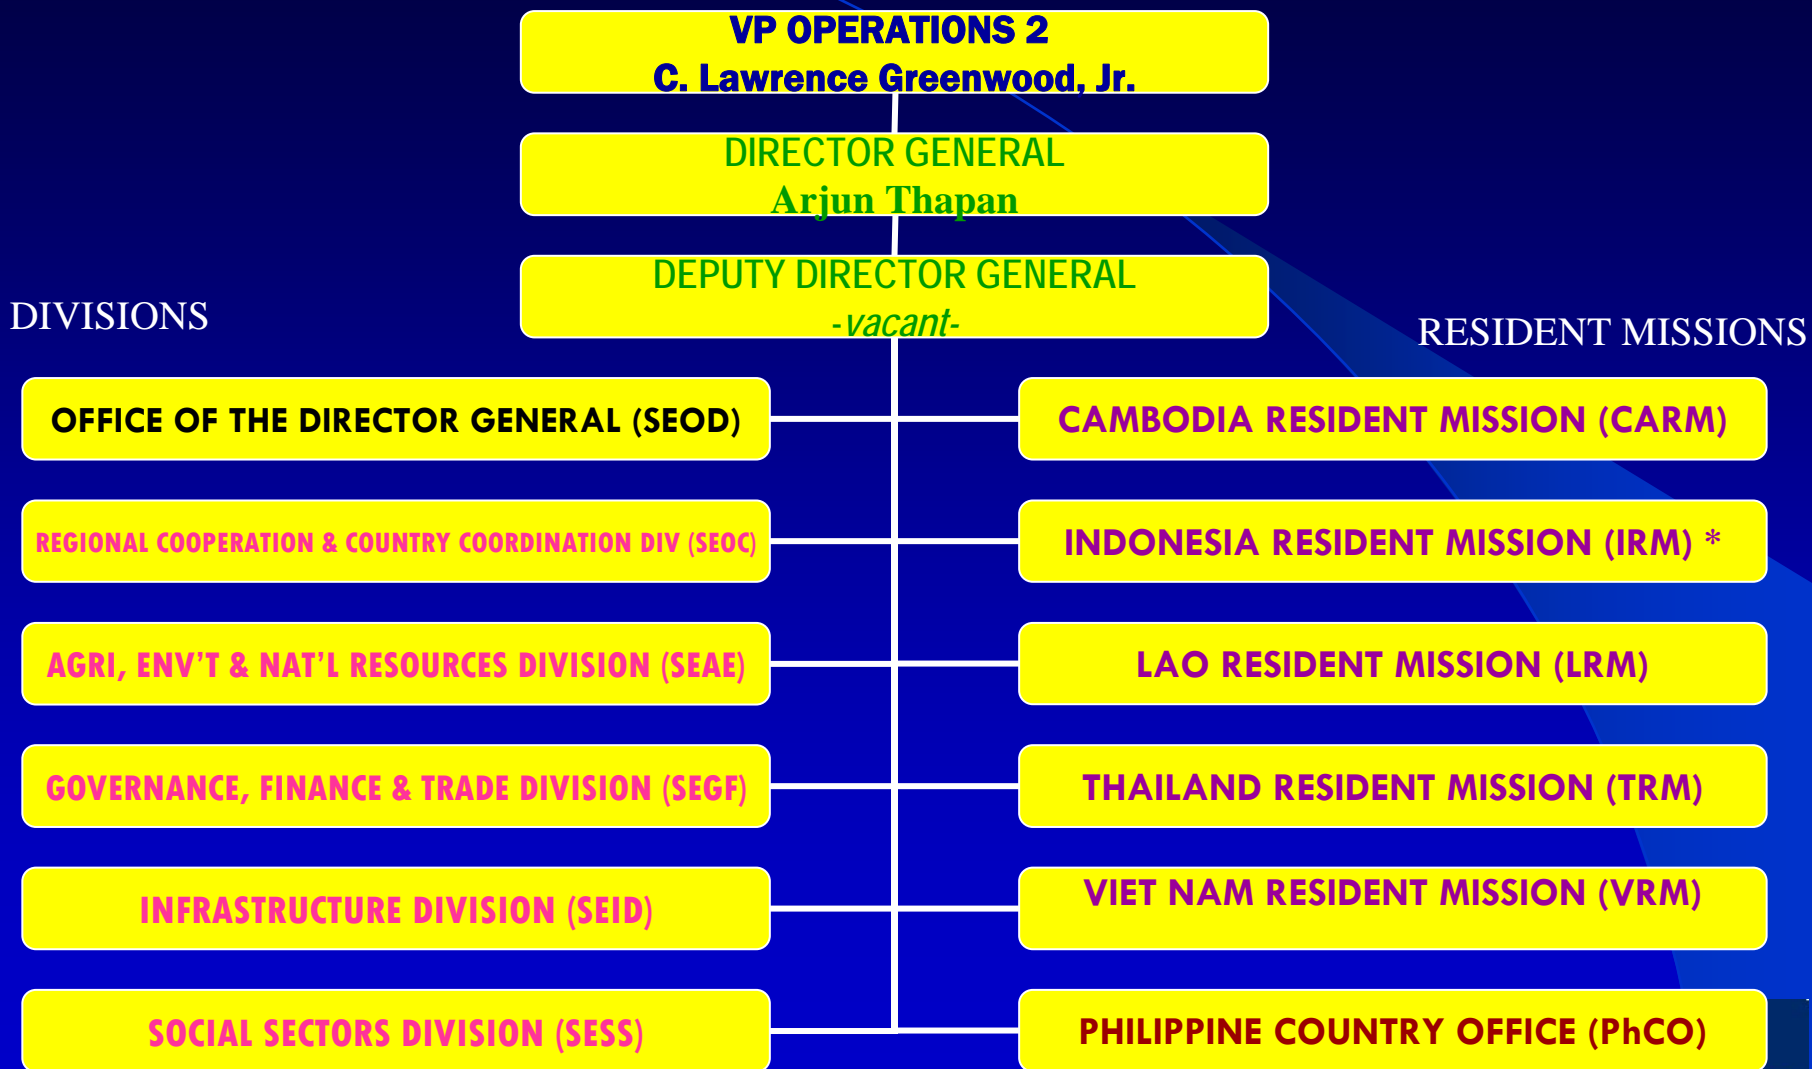 VP OPERATIONS 2
C. Lawrence Greenwood, Jr.
DIRECTOR GENERAL
Arjun Thapan
DEPUTY DIRECTOR GENERAL
-vacant-
DIVISIONS
RESIDENT MISSIONS
OFFICE OF THE DIRECTOR GENERAL (SEOD)
CAMBODIA RESIDENT MISSION (CARM)
REGIONAL COOPERATION & COUNTRY COORDINATION DIV (SEOC)
INDONESIA RESIDENT MISSION (IRM) *
AGRI, ENV’T & NAT’L RESOURCES DIVISION (SEAE)
LAO RESIDENT MISSION (LRM)
GOVERNANCE, FINANCE & TRADE DIVISION (SEGF)
THAILAND RESIDENT MISSION (TRM)
INFRASTRUCTURE DIVISION (SEID)
VIET NAM RESIDENT MISSION (VRM)
SOCIAL SECTORS DIVISION (SESS)
PHILIPPINE COUNTRY OFFICE (PhCO)